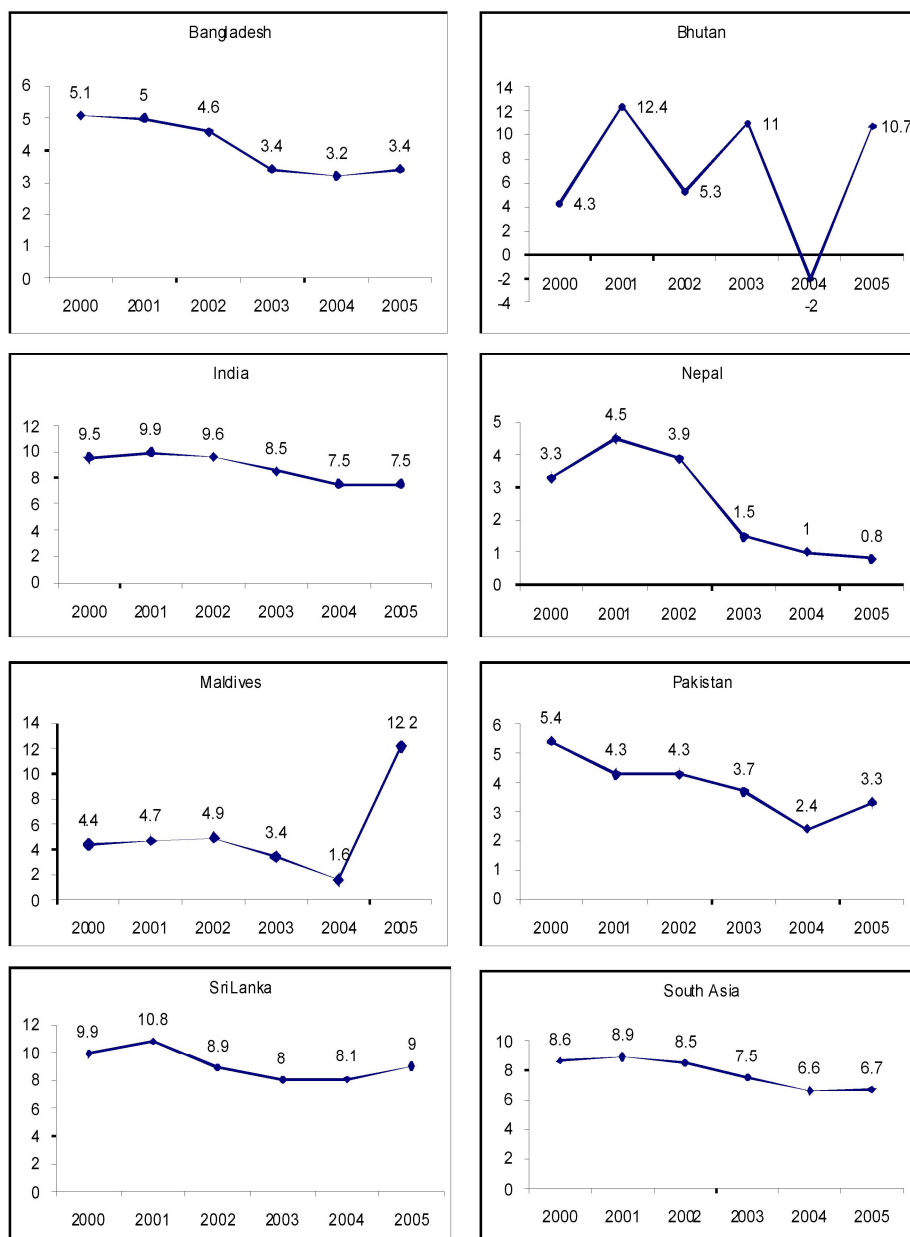 Bangladesh
6
5
4
3
2
1
0
5.1 5 4.6 3.4 3.2 3.4
2000 2001 2002 2003 2004 2005
Bhutan
14
12
10
8
6
4
2
0
-2
-4
4.3 12.4 5.3 11 -2 10.7
2000 2001 2002 2003 2004 2005
India
12
10
8
6
4
2
0
9.5 9.9 9.6 8.5 7.5 7.5
2000 2001 2002 2003 2004 2005
Nepal
5
4
3
2
1
0
3.3 4.5 3.9 1.5 1 0.8
2000 2001 2002 2003 2004 2005
Maldives
14
12
10
8
6
4
2
0
4.4 4.7 4.9 3.4 1.6 12.2
2000 2001 2002 2003 2004 2005
Pakistan
6
5
4
3
2
1
0
5.4 4.3 4.3 3.7 2.4 3.3
2000 2001 2002 2003 2004 2005
Sri Lanka
12
10
8
6
4
2
0
9.9 10.8 8.9 8 8.1 9
2000 2001 2002 2003 2004 2005
South Asia
10
8
6
4
2
0
8.6 8.9 8.5 7.5 6.6 6.7
2000 2001 2002 2003 2004 2005